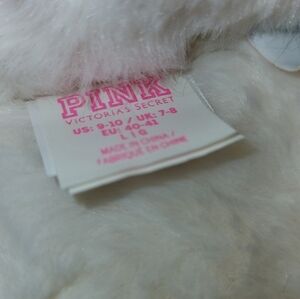 PINK
VICTORIA'S SECRET
US: 9-10 / UK: 7-8
EU: 40-41
L | G
MADE IN CHINA /
FABRIQUÉ EN CHINE